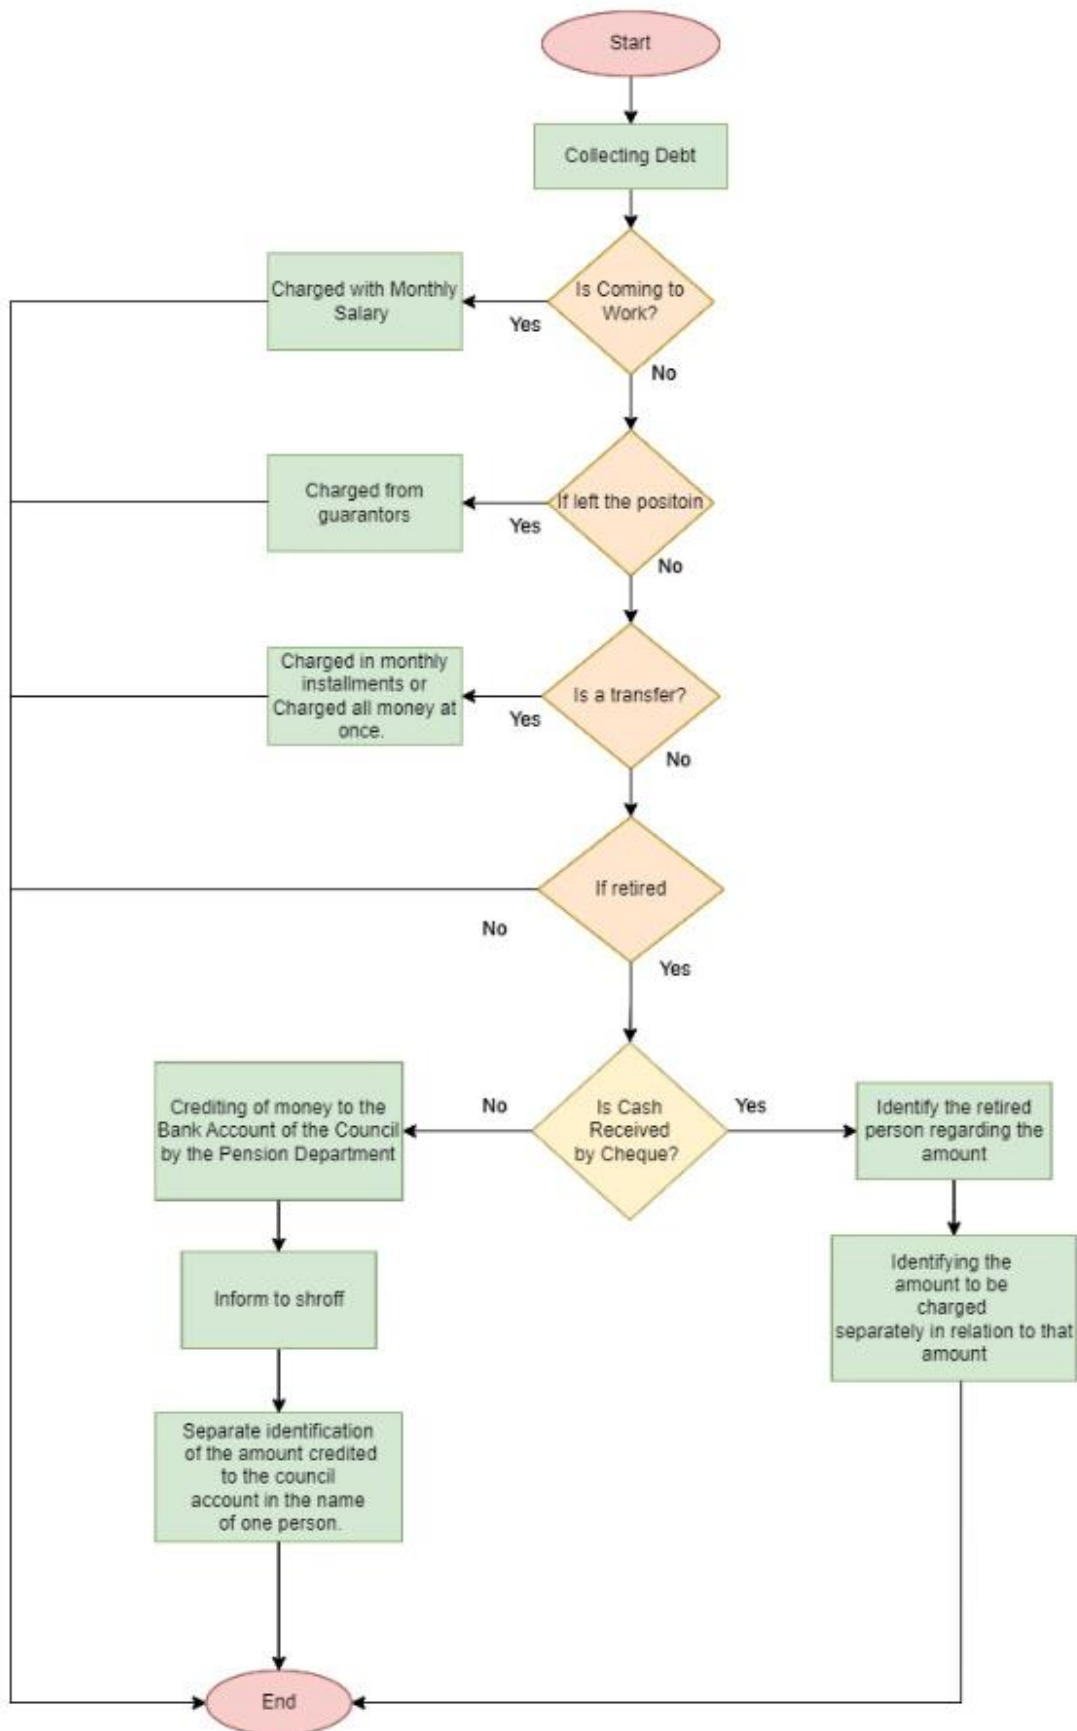 Start
Collecting Debt
Is Coming to
Work?
Yes
Charged with Monthly
Salary
No
If left the positoin
Yes
Charged from
guarantors
No
Is a transfer?
Yes
Charged in monthly
installments or
Charged all money at
once.
No
If retired
No
Yes
Is Cash
Received
by Cheque?
No
Crediting of money to the
Bank Account of the Council
by the Pension Department
Inform to shroff
Separate identification
of the amount credited
to the council
account in the name
of one person.
Yes
Identify the retired
person regarding the
amount
Identifying the
amount to be
charged
separately in relation to that
amount
End